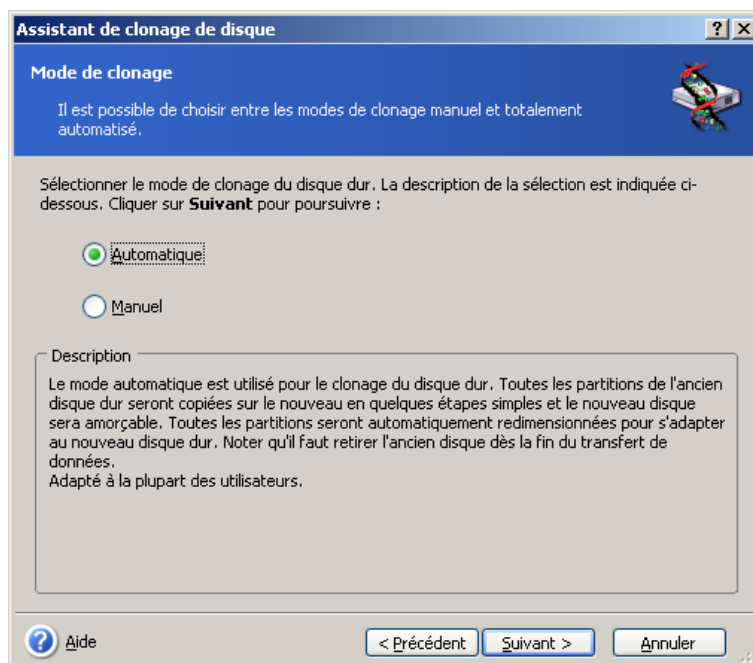 Assistant de clonage de disque
Mode de clonage
Il est possible de choisir entre les modes de clonage manuel et totalement
automatisé.
Sélectionner le mode de clonage du disque dur. La description de la sélection est indiquée ci-
dessous. Cliquer sur Suivant pour poursuivre :
Automatique
Manuel
Description
Le mode automatique est utilisé pour le clonage du disque dur. Toutes les partitions de l'ancien
disque dur seront copiées sur le nouveau en quelques étapes simples et le nouveau disque
sera amorçable. Toutes les partitions seront automatiquement redimensionnées pour s'adapter
au nouveau disque dur. Noter qu'il faut retirer l'ancien disque dès la fin du transfert de
données.
Adapté à la plupart des utilisateurs.
Aide
< Précédent
Suivant >
Annuler